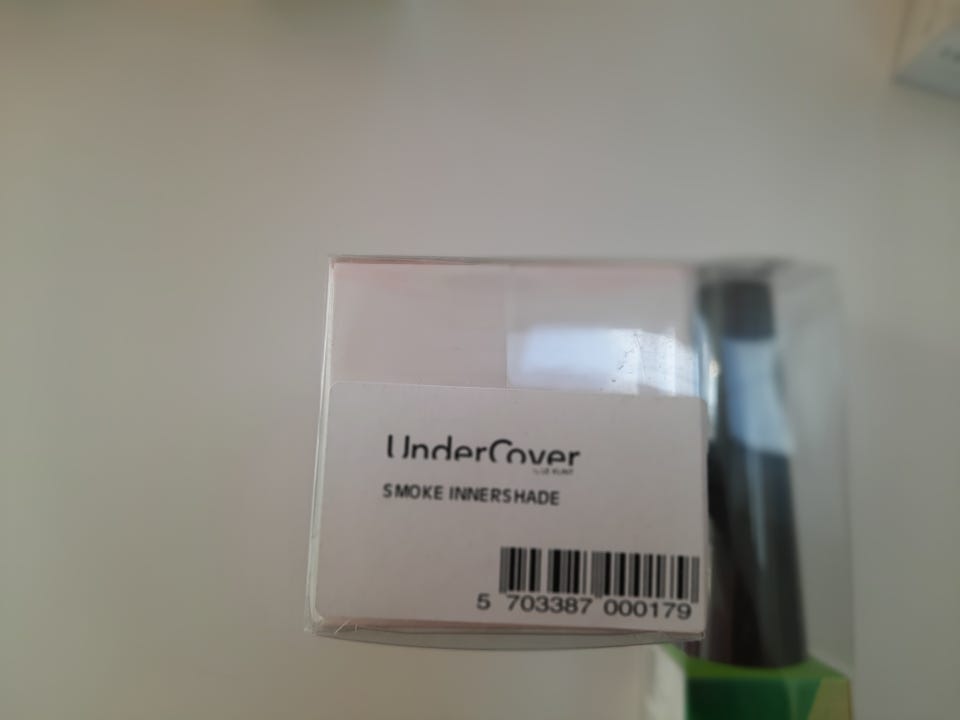 UnderCover
SMOKE INNERSHADE
5 703387 000179